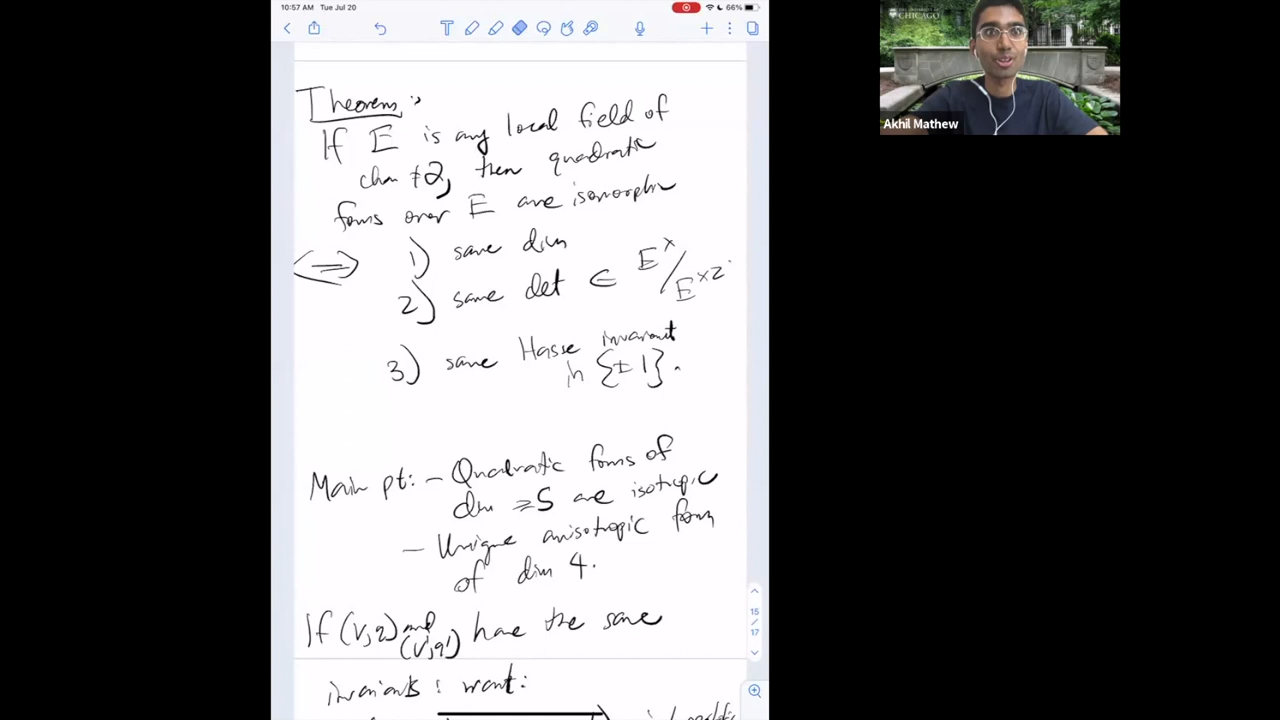 10:57 AM Tue Jul 20
66%
Theorem:
If E is any local field of
char ≠2, then quadratic
forms over E are isomorphic
⟺ 1) same dim
2) same det ∈ E^×/E^×2.
3) same Hasse invariant
in {±1}.
Main pt: - Quadratic forms of
dim ≥5 are isotropic
- Unique anisotropic form
of dim 4.
If (V,q) and (V',q') have the same
invariants: want:
15
/
17
CHICAGO
Akhil Mathew